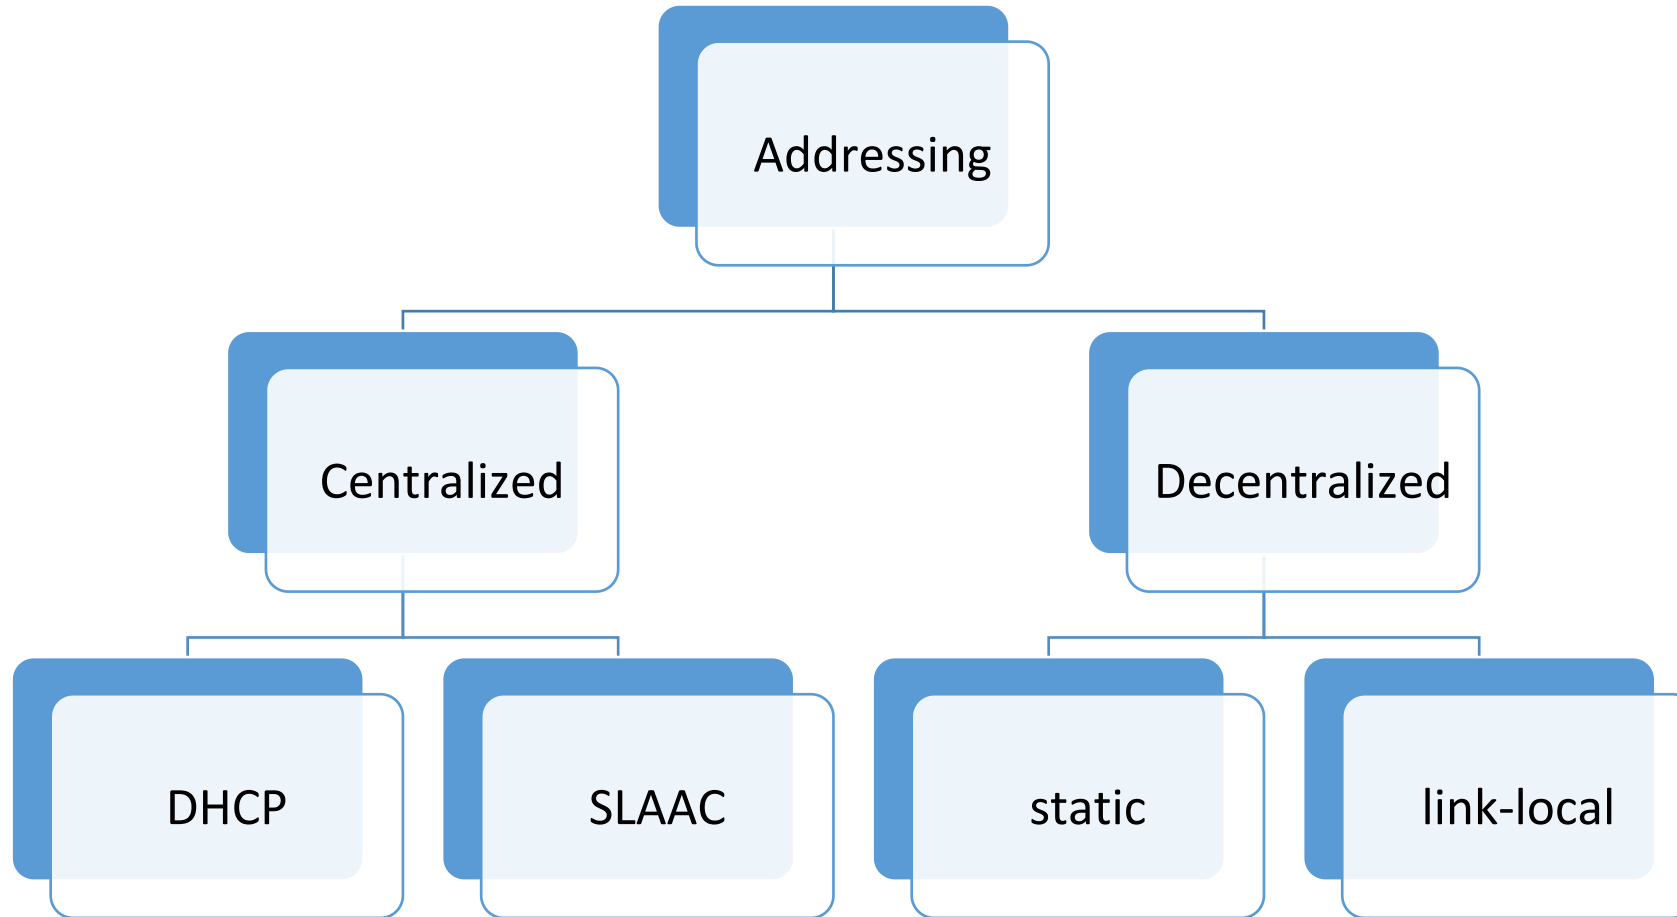 Addressing
Centralized
Decentralized
DHCP
SLAAC
static
link-local